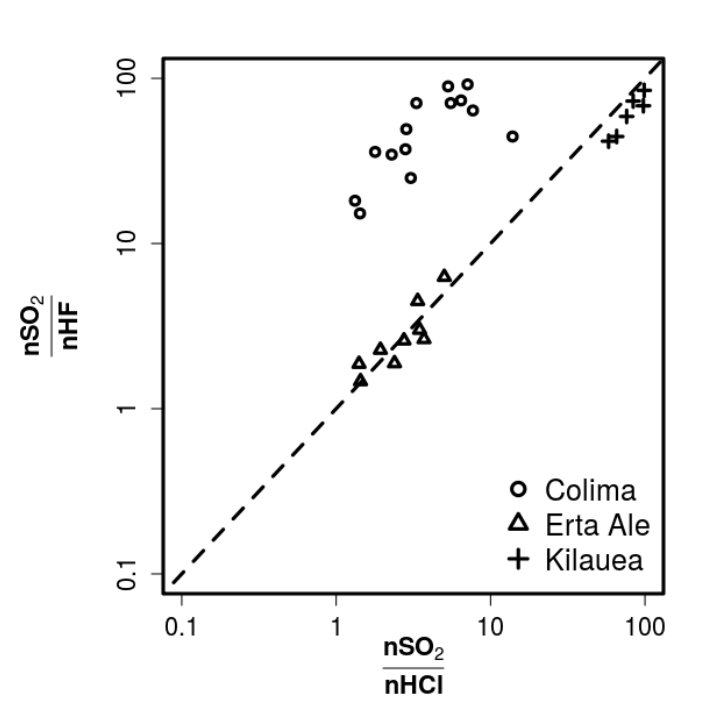 100
10
1
0.1
nSO₂
nHF
Colima
Erta Ale
Kilauea
0.1 1 10 100
nSO₂
nHCl